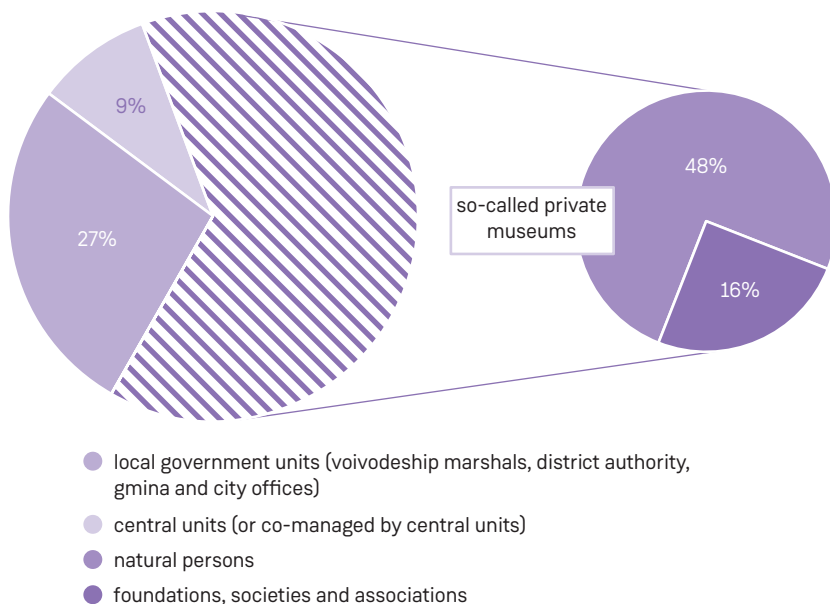 9%
27%
so-called private
museums
48%
16%
local government units (voivodeship marshals, district authority,
gmina and city offices)
central units (or co-managed by central units)
natural persons
foundations, societies and associations